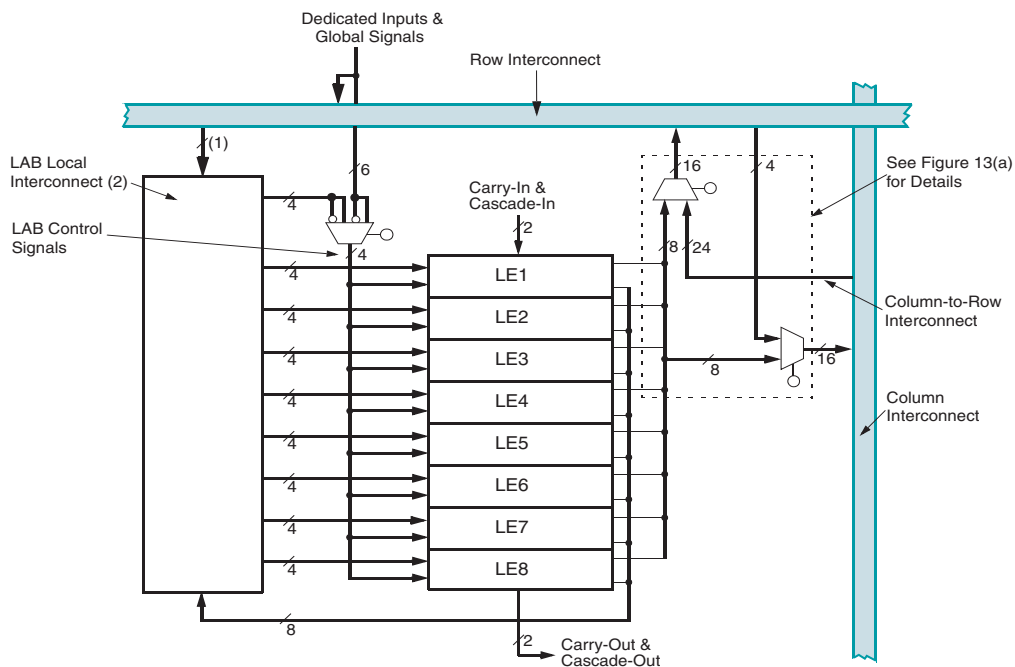 Dedicated Inputs &
Global Signals
Row Interconnect
(1)
6
16
4
LAB Local
Interconnect (2)
See Figure 13(a)
for Details
4
Carry-In &
Cascade-In
LAB Control
Signals
2
4
8
24
4
LE1
4
LE2
Column-to-Row
Interconnect
4
LE3
8
16
4
LE4
Column
Interconnect
4
LE5
4
LE6
4
LE7
4
LE8
8
2
Carry-Out &
Cascade-Out